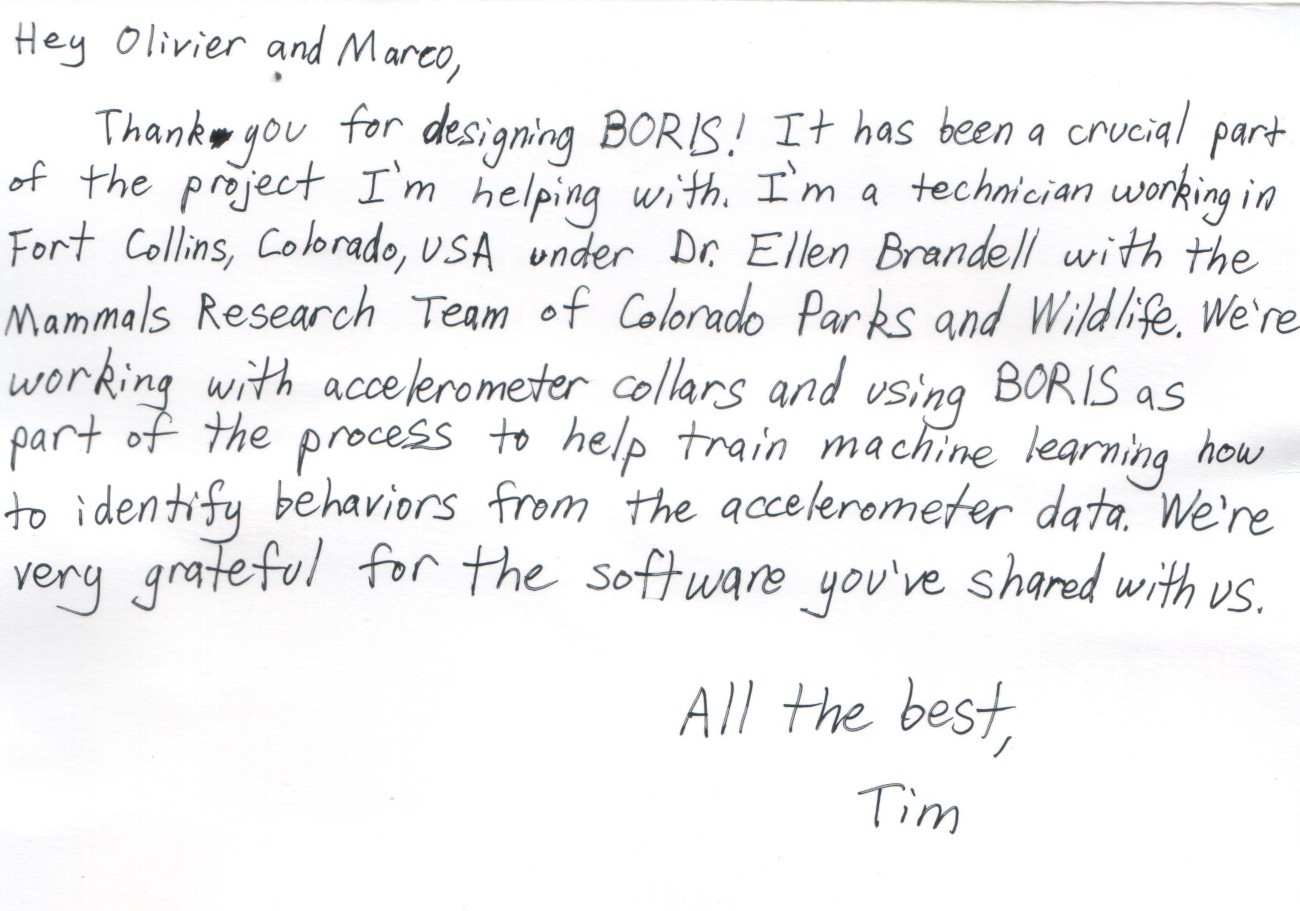 Hey Olivier and Marco,
Thank you for designing BORIS! It has been a crucial part
of the project I'm helping with. I'm a technician working in
Fort Collins, Colorado, USA under Dr. Ellen Brandell with the
Mammals Research Team of Colorado Parks and Wildlife. We're
working with accelerometer collars and using BORIS as
part of the process to help train machine learning how
to identify behaviors from the accelerometer data. We're
very grateful for the software you've shared with us.
All the best,
Tim